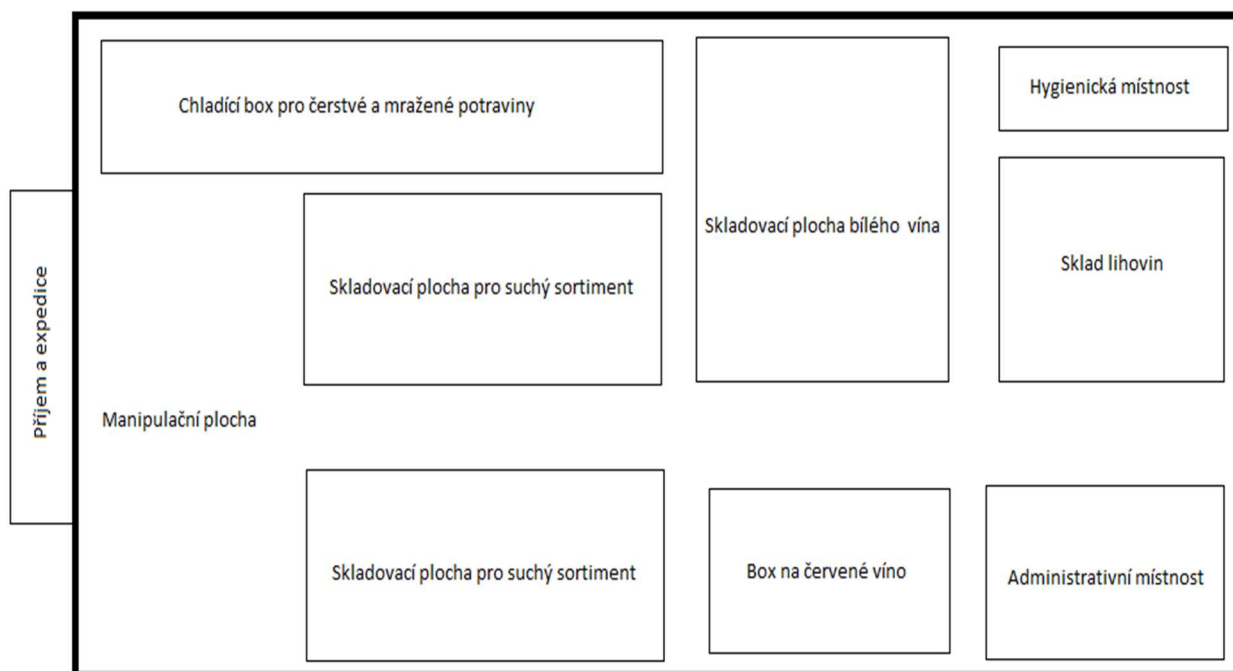 Chladící box pro čerstvé a mražené potraviny
Hygienická místnost
Skladovací plocha bílého  vína
Sklad lihovin
Skladovací plocha pro suchý sortiment
Příjem a expedice
Manipulační plocha
Skladovací plocha pro suchý sortiment
Box na červené víno
Administrativní místnost